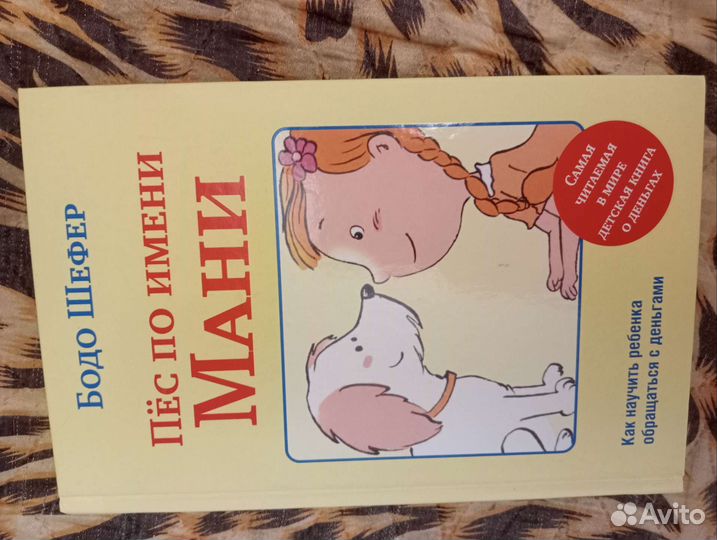 Бодо Шефер
Пёс по имени
Мани
Самая
читаемая
в мире
детская книга
о деньгах
Как научить ребенка
обращаться с деньгами
Avito